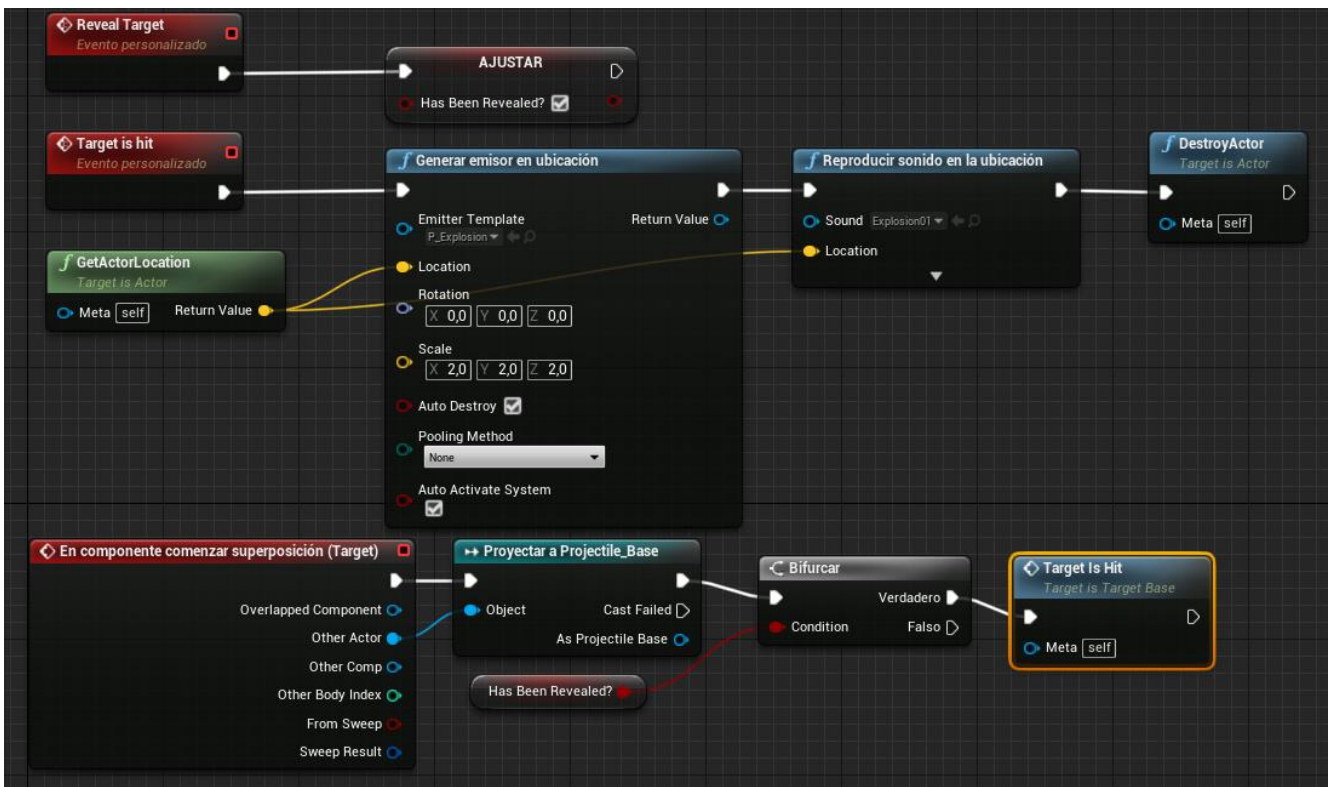 Reveal Target
Evento personalizado
AJUSTAR
Has Been Revealed?
Target is hit
Evento personalizado
Generar emisor en ubicación
Emitter Template
Return Value
P_Explosion
Location
Rotation
X 0,0 Y 0,0 Z 0,0
Scale
X 2,0 Y 2,0 Z 2,0
Auto Destroy
Pooling Method
None
Auto Activate System
Reproducir sonido en la ubicación
Sound Explosion01
Location
DestroyActor
Target is Actor
Meta self
GetActorLocation
Target is Actor
Meta self Return Value
En componente comenzar superposición (Target)
Overlapped Component
Other Actor
Other Comp
Other Body Index
From Sweep
Sweep Result
Proyectar a Projectile_Base
Object Cast Failed
As Projectile Base
Has Been Revealed?
Bifurcar
Verdadero
Condition Falso
Target Is Hit
Target is Target Base
Meta self